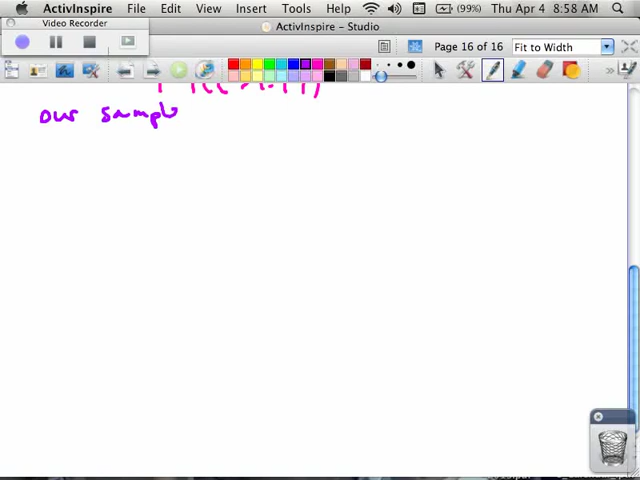 ActivInspire File Edit View Insert Tools Help (99%) Thu Apr 4 8:58 AM
Video Recorder
ActivInspire – Studio
Page 16 of 16 Fit to Width
our sampl